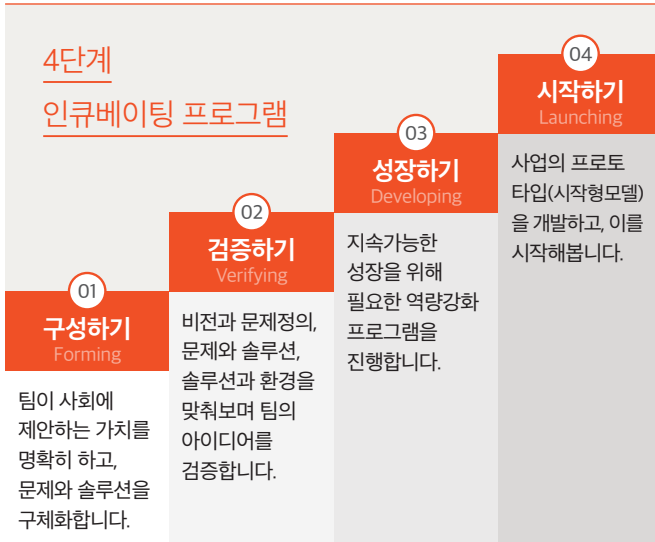 4단계
인큐베이팅 프로그램
01
구성하기
Forming
팀이 사회에
제안하는 가치를
명확히 하고,
문제와 솔루션을
구체화합니다.
02
검증하기
Verifying
비전과 문제정의,
문제와 솔루션,
솔루션과 환경을
맞춰보며 팀의
아이디어를
검증합니다.
03
성장하기
Developing
지속가능한
성장을 위해
필요한 역량강화
프로그램을
진행합니다.
04
시작하기
Launching
사업의 프로토
타입(시작형모델)
을 개발하고, 이를
시작해봅니다.